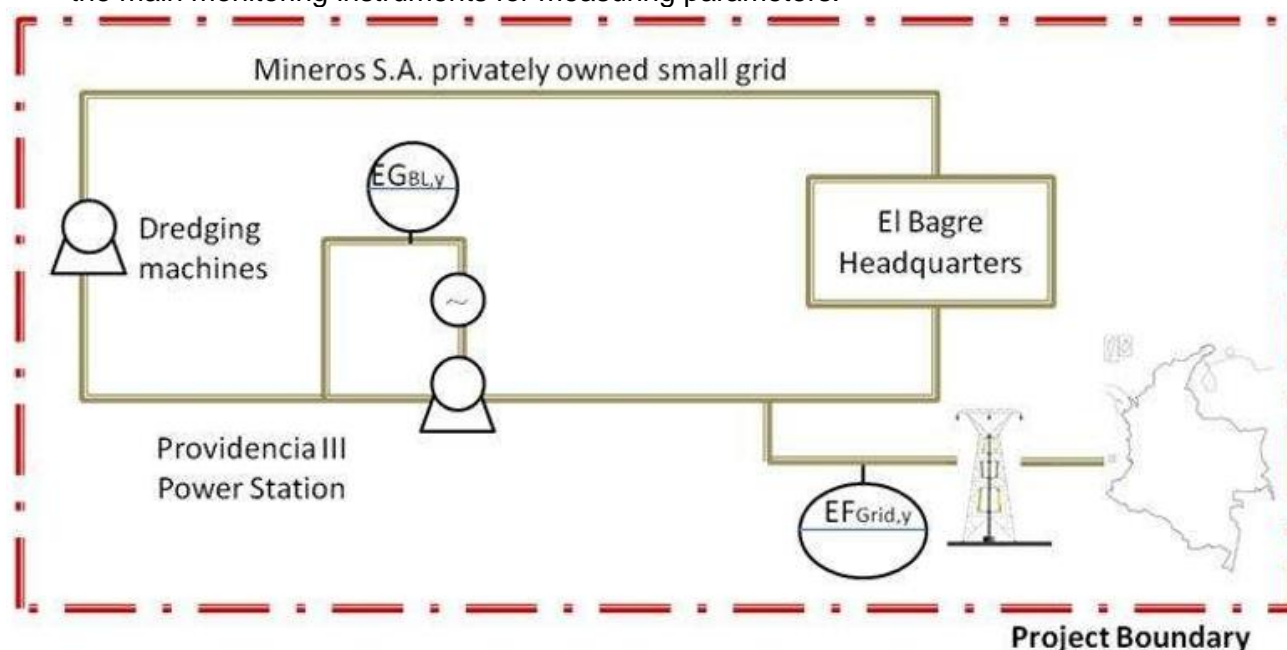 the main monitoring instruments for measuring parameters.
Mineros S.A. privately owned small grid
EGBL,y
Dredging
machines
~
El Bagre
Headquarters
Providencia III
Power Station
EFGrid,y
Project Boundary